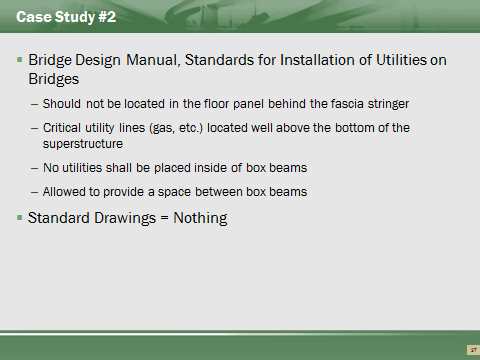 Case Study #2
▪ Bridge Design Manual, Standards for Installation of Utilities on
Bridges
– Should not be located in the floor panel behind the fascia stringer
– Critical utility lines (gas, etc.) located well above the bottom of the
superstructure
– No utilities shall be placed inside of box beams
– Allowed to provide a space between box beams
▪ Standard Drawings = Nothing